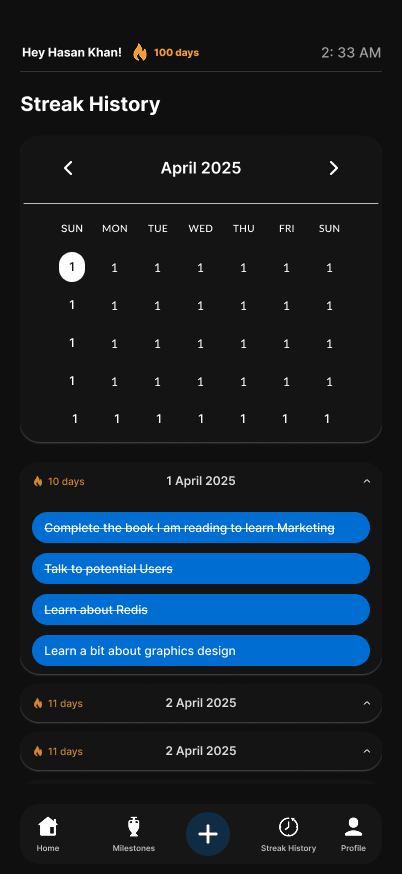 Hey Hasan Khan! 100 days 2: 33 AM
Streak History
April 2025
SUN MON TUE WED THU FRI SUN
1 1 1 1 1 1 1
1 1 1 1 1 1 1
1 1 1 1 1 1 1
1 1 1 1 1 1 1
1 1 1 1 1 1 1
10 days 1 April 2025
Complete the book I am reading to learn Marketing
Talk to potential Users
Learn about Redis
Learn a bit about graphics design
11 days 2 April 2025
11 days 2 April 2025
Home Milestones Streak History Profile